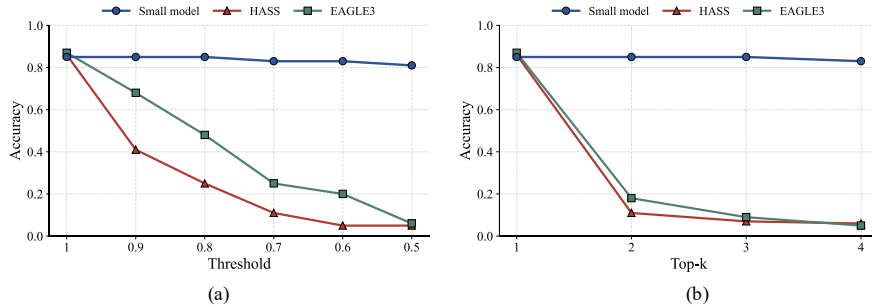 Small model HASS EAGLE3
1.0
0.8
0.6
0.4
0.2
0.0
Accuracy
1 0.9 0.8 0.7 0.6 0.5
Threshold
(a)
Small model HASS EAGLE3
1.0
0.8
0.6
0.4
0.2
0.0
Accuracy
1 2 3 4
Top-k
(b)